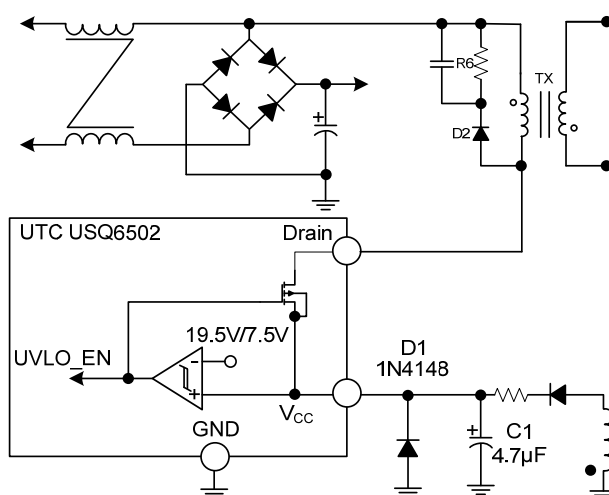 R6
TX
D2
UTC USQ6502
Drain
19.5V/7.5V
UVLO_EN
-
+
VCC
GND
D1
1N4148
+
+
C1
4.7µF